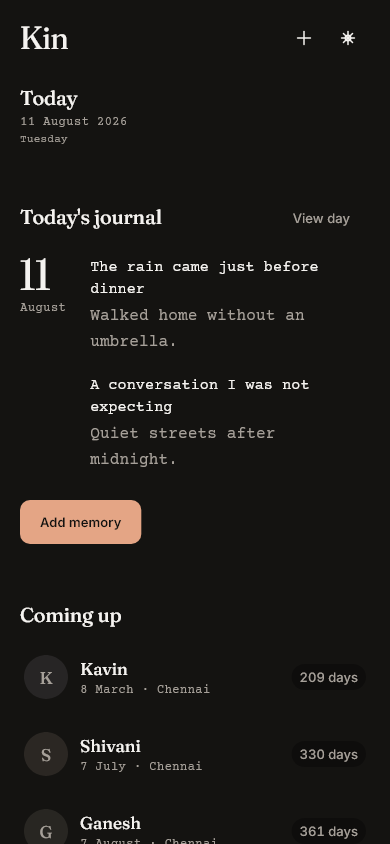 Kin
Today
11 August 2026
Tuesday
Today's journal
View day
11
August
The rain came just before
dinner
Walked home without an
umbrella.
A conversation I was not
expecting
Quiet streets after
midnight.
Add memory
Coming up
K
Kavin
8 March · Chennai
209 days
S
Shivani
7 July · Chennai
330 days
G
Ganesh
7 August · Chennai
361 days